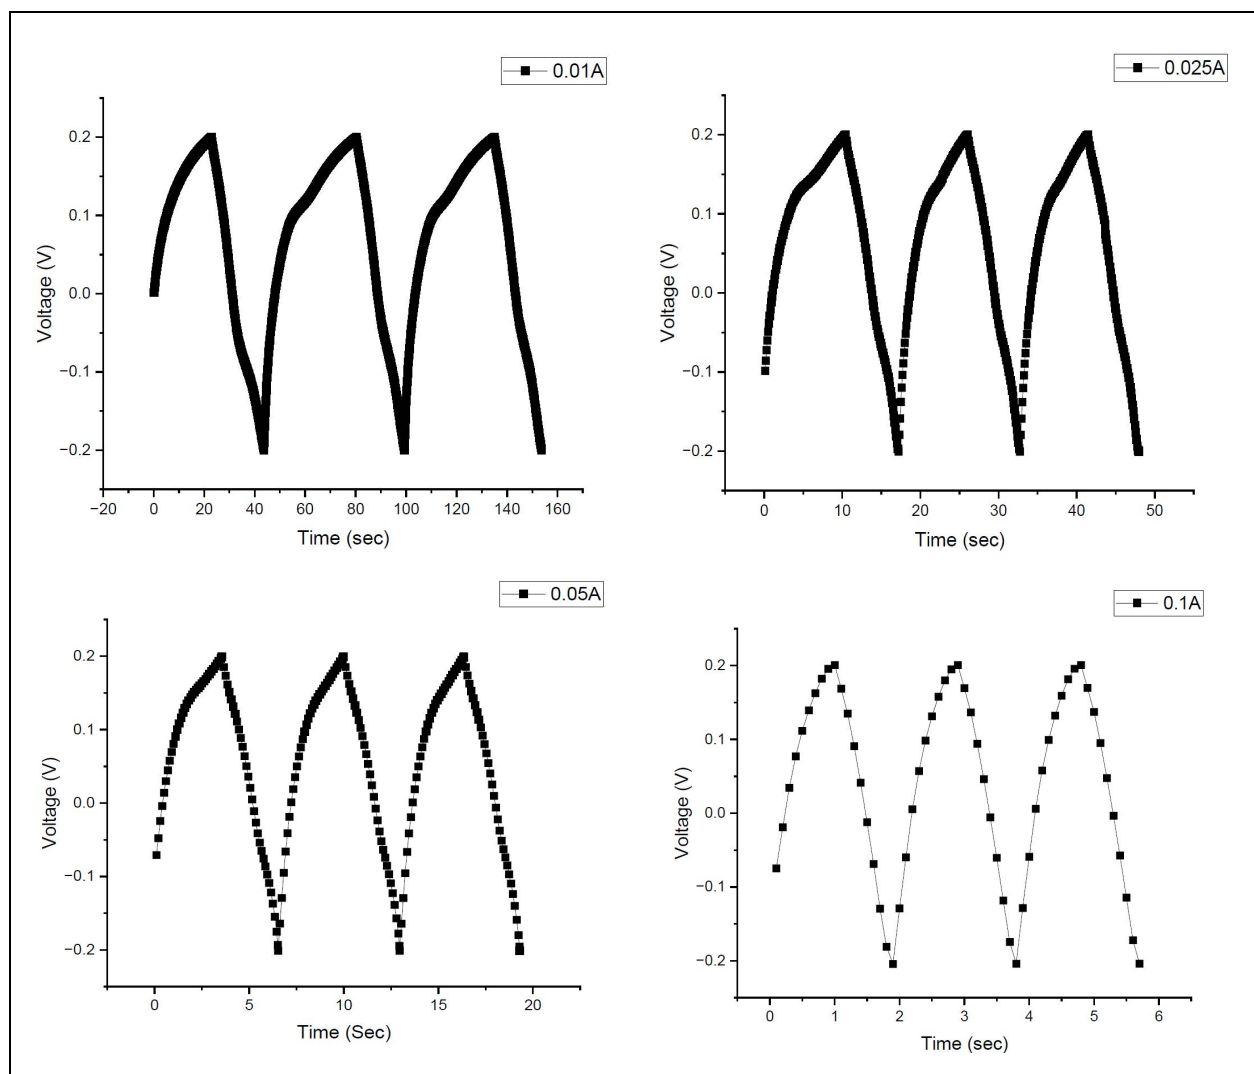 0.01A
0.2
0.1
0.0
−0.1
−0.2
Voltage (V)
−20 0 20 40 60 80 100 120 140 160
Time (sec)
0.025A
0.2
0.1
0.0
−0.1
−0.2
Voltage (V)
0 10 20 30 40 50
Time (sec)
0.05A
0.2
0.1
0.0
−0.1
−0.2
Voltage (V)
0 5 10 15 20
Time (Sec)
0.1A
0.2
0.1
0.0
−0.1
−0.2
Voltage (V)
0 1 2 3 4 5 6
Time (sec)